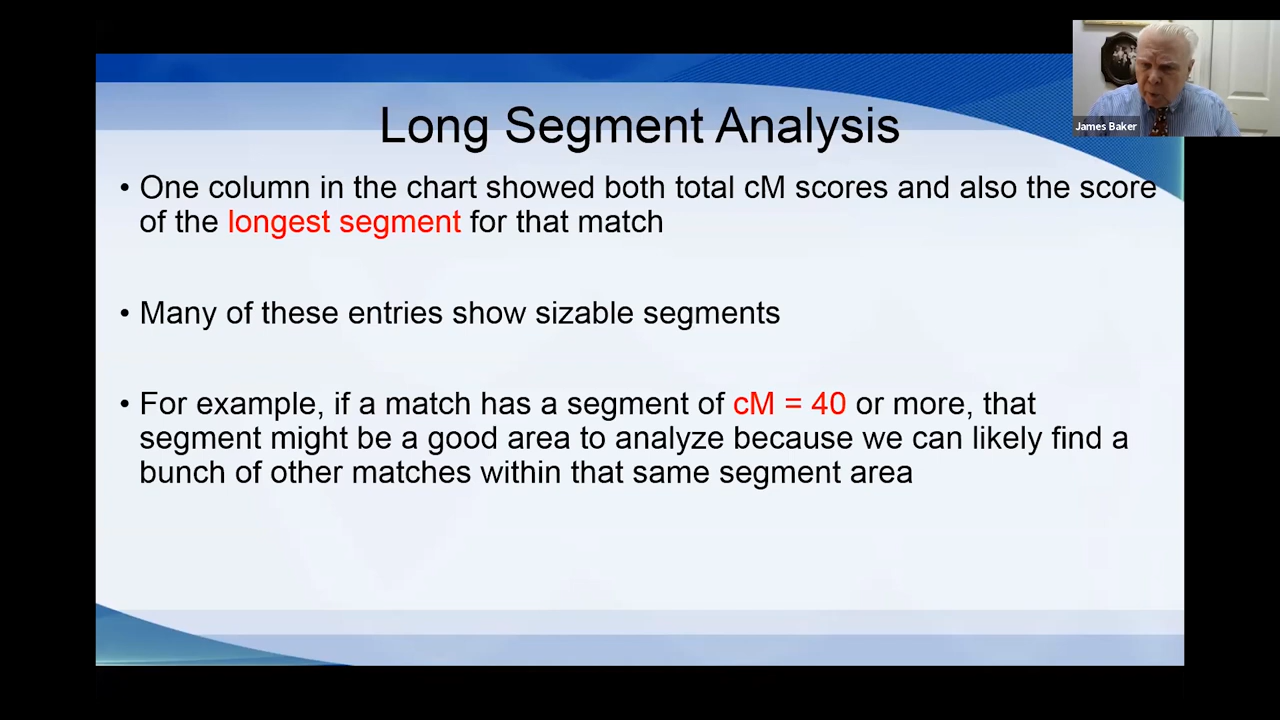 Long Segment Analysis
James Baker
• One column in the chart showed both total cM scores and also the score
of the longest segment for that match
• Many of these entries show sizable segments
• For example, if a match has a segment of cM = 40 or more, that
segment might be a good area to analyze because we can likely find a
bunch of other matches within that same segment area